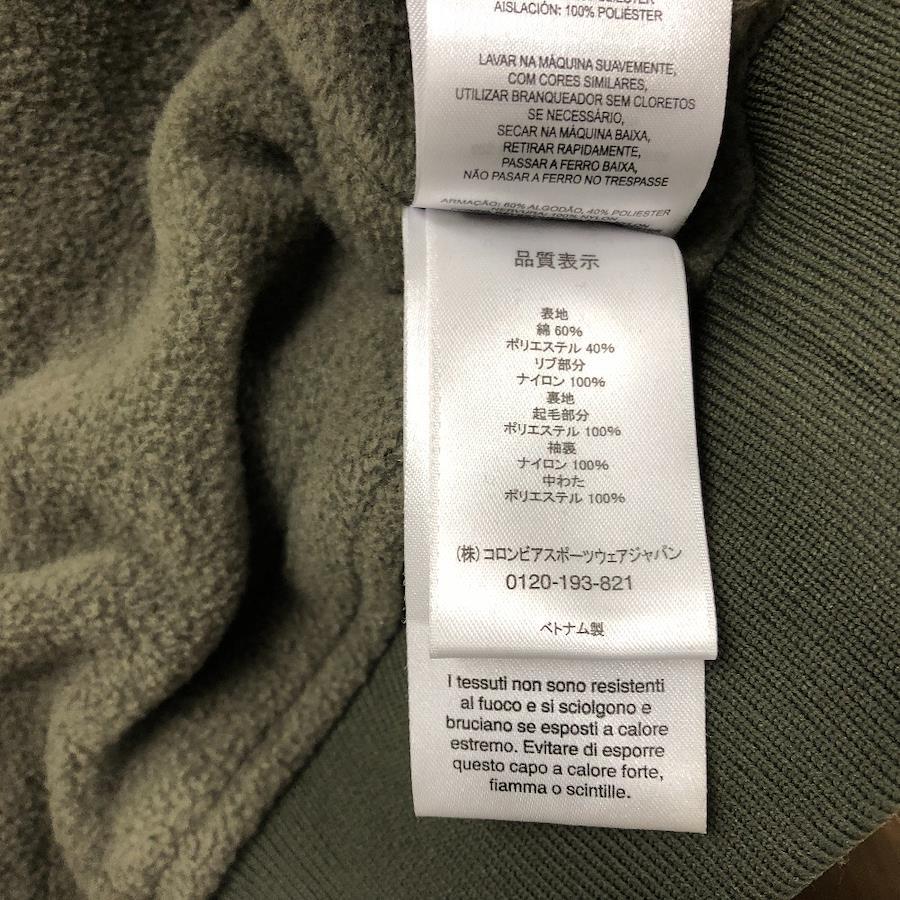 AISLACIÓN: 100% POLIÉSTER
LAVAR NA MÁQUINA SUAVEMENTE,
COM CORES SIMILARES,
UTILIZAR BRANQUEADOR SEM CLORETOS
SE NECESSÁRIO,
SECAR NA MÁQUINA BAIXA,
RETIRAR RAPIDAMENTE,
PASSAR A FERRO BAIXA,
NÃO PASSAR A FERRO NO TRESPASSE
ARMAÇÃO: 60% ALGODÃO, 40% POLIESTER
NERVURA: 100% NYLON
品質表示
表地
綿 60%
ポリエステル 40%
リブ部分
ナイロン 100%
裏地
起毛部分
ポリエステル 100%
袖裏
ナイロン 100%
中わた
ポリエステル 100%
(株) コロンビアスポーツウェアジャパン
0120-193-821
ベトナム製
I tessuti non sono resistenti
al fuoco e si sciolgono e
bruciano se esposti a calore
estremo. Evitare di esporre
questo capo a calore forte,
fiamma o scintille.